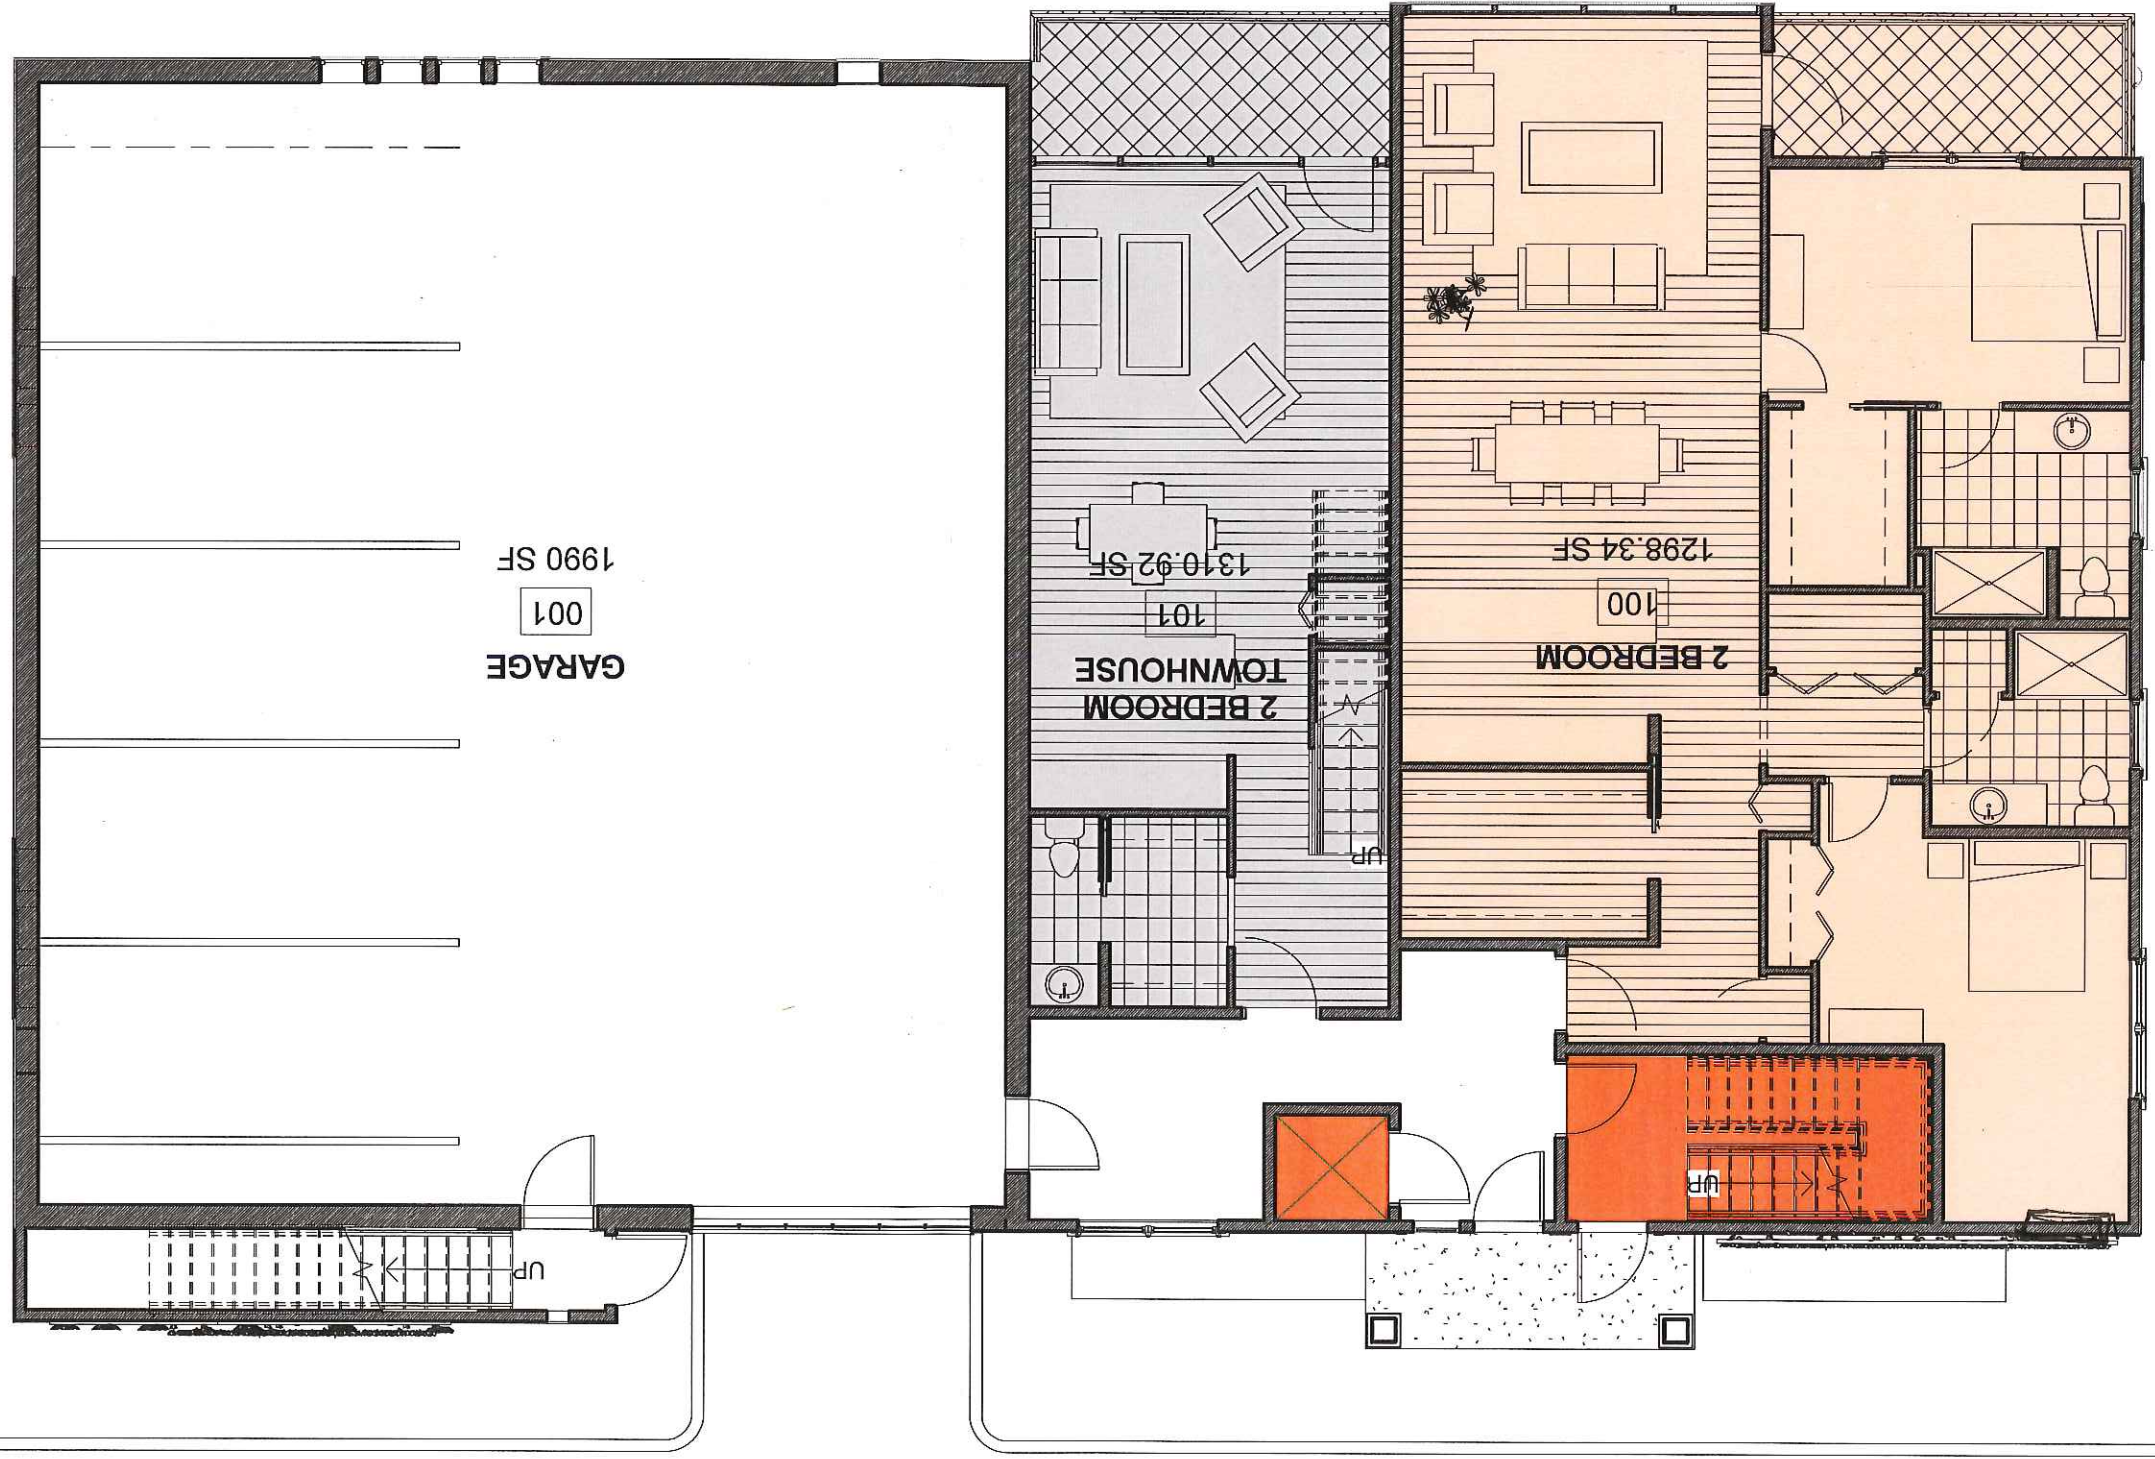 GARAGE
001
1990 SF
2 BEDROOM
TOWNHOUSE
101
1310.92 SF
2 BEDROOM
100
1298.34 SF
UP
UP
UP